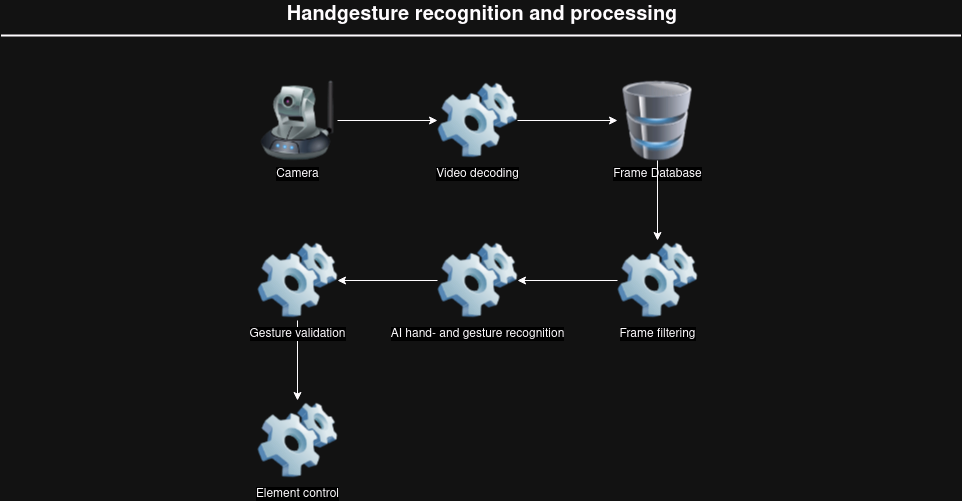 Handgesture recognition and processing
Camera
Video decoding
Frame Database
Gesture validation
AI hand- and gesture recognition
Frame filtering
Element control